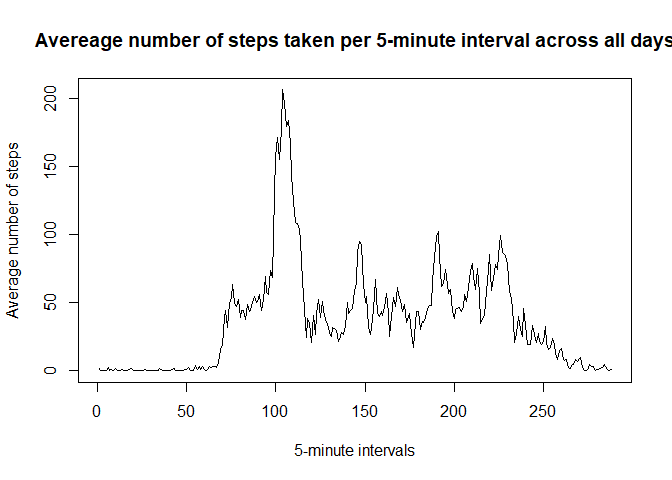 Avereage number of steps taken per 5-minute interval across all days
Average number of steps
200
150
100
50
0
0 50 100 150 200 250
5-minute intervals